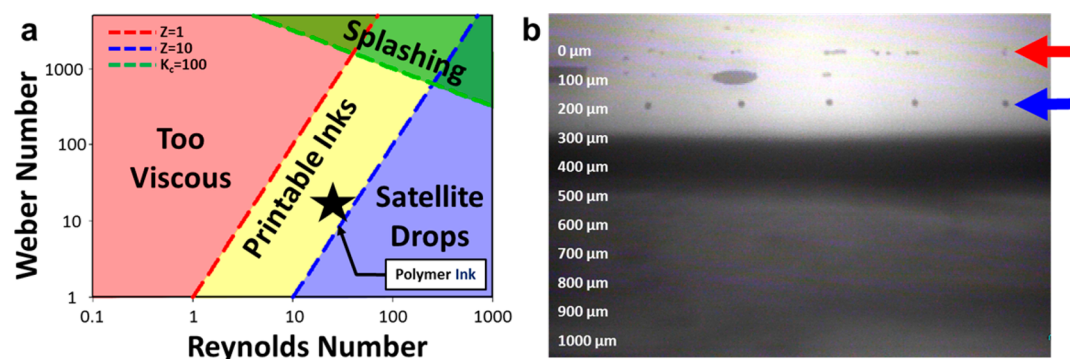 a
Z=1
Z=10
Kc=100
Splashing
Too
Viscous
Printable Inks
Satellite
Drops
Polymer Ink
Weber Number
1000
100
10
1
0.1
1
10
100
1000
Reynolds Number
b
0 µm
100 µm
200 µm
300 µm
400 µm
500 µm
600 µm
700 µm
800 µm
900 µm
1000 µm